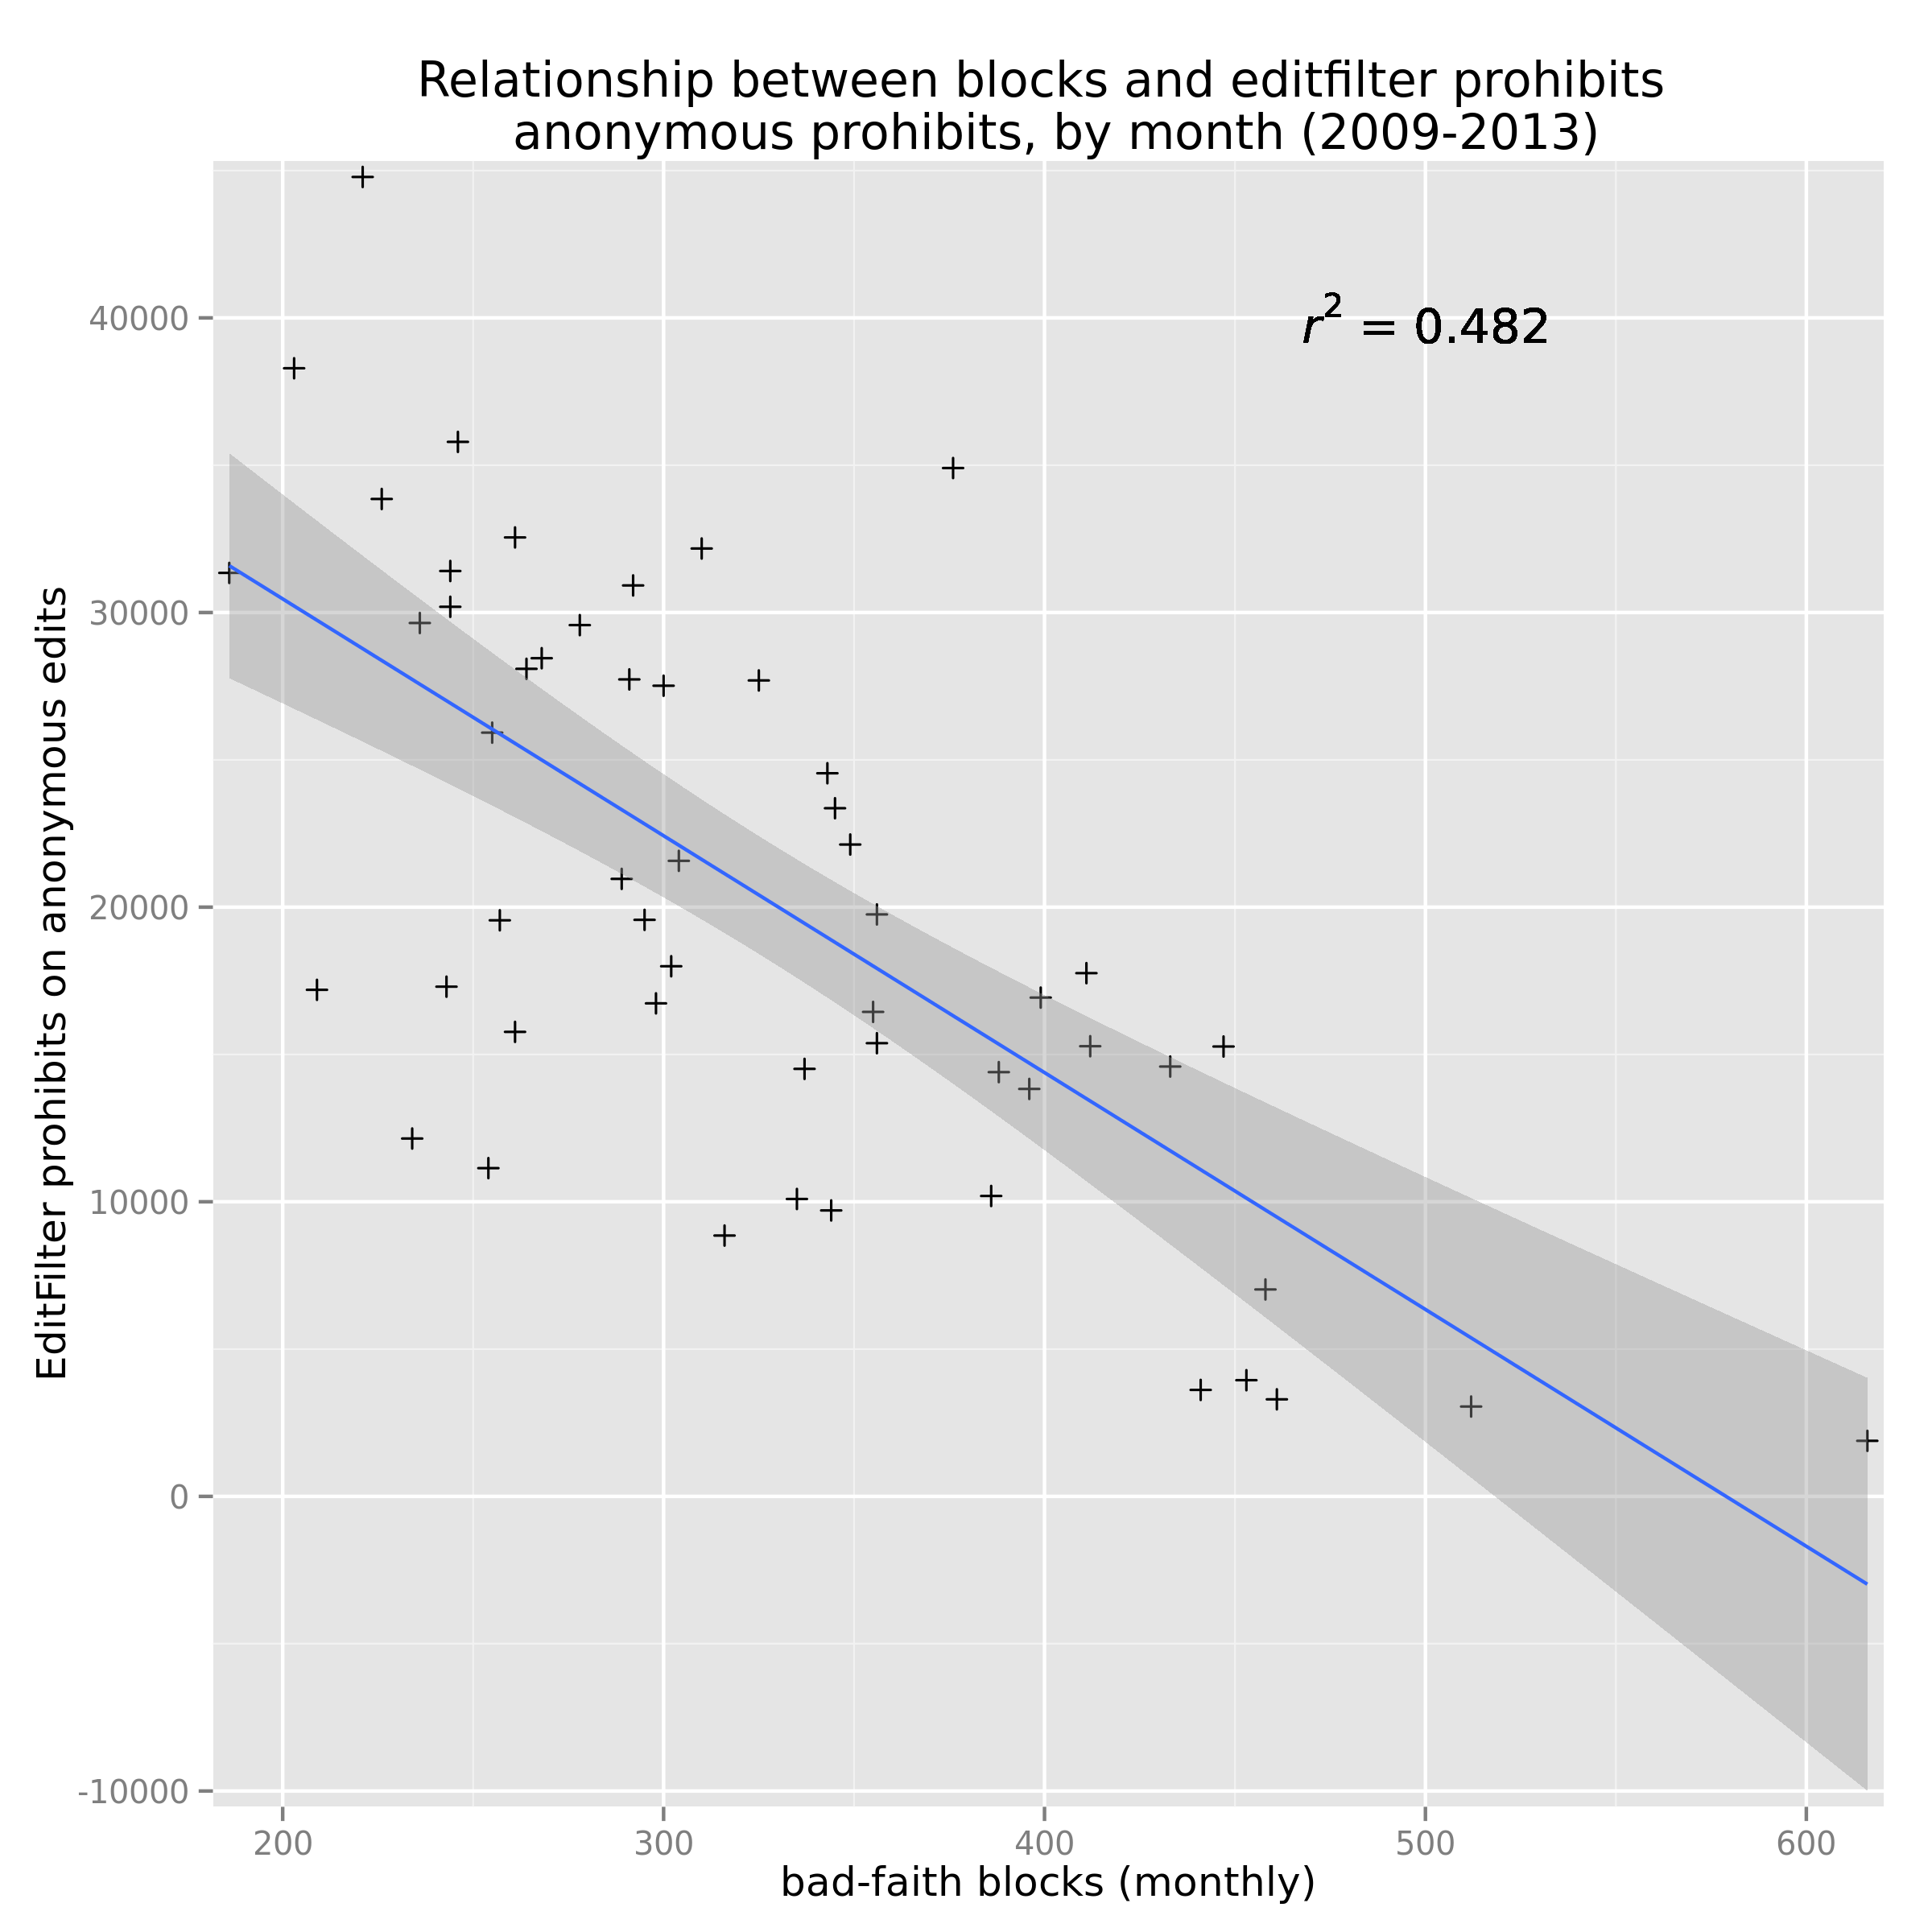 Relationship between blocks and editfilter prohibits
anonymous prohibits, by month (2009-2013)
r² = 0.482
EditFilter prohibits on anonymous edits
40000
30000
20000
10000
0
-10000
200 300 400 500 600
bad-faith blocks (monthly)